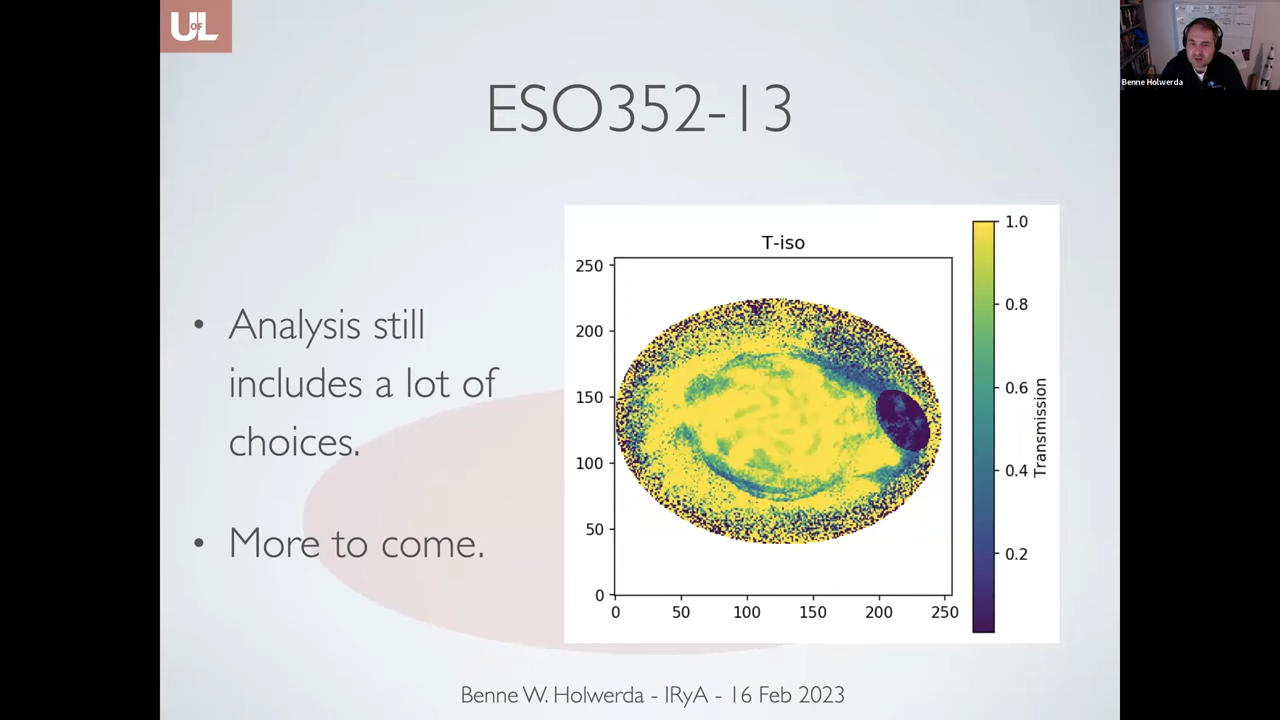 UOFL
Benne Holwerda
ESO352-13
• Analysis still
includes a lot of
choices.
• More to come.
T-iso
250
200
150
100
50
0
0 50 100 150 200 250
1.0
0.8
0.6
0.4
0.2
Transmission
Benne W. Holwerda - IRyA - 16 Feb 2023